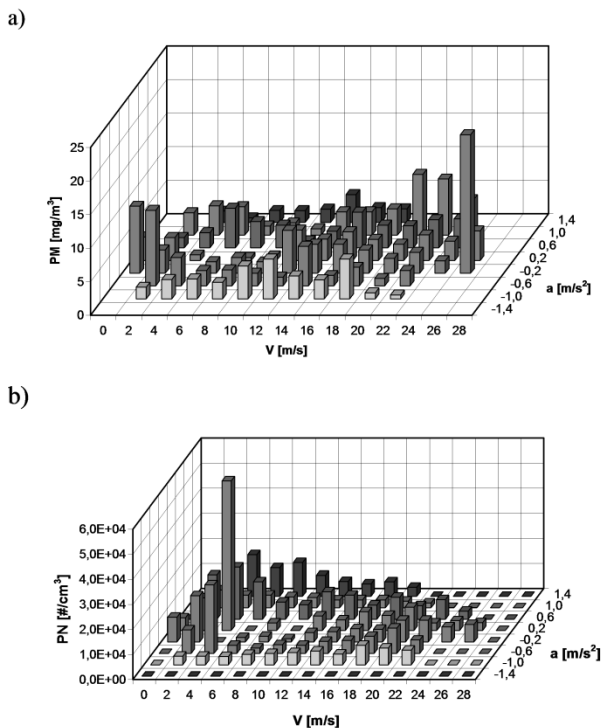 a)
25
20
15
10
5
0
PM [mg/m³]
0 2 4 6 8 10 12 14 16 18 20 22 24 26 28
V [m/s]
1,4
1,0
0,6
0,2
-0,2
-0,6
-1,0
-1,4
a [m/s²]
b)
6,0E+04
5,0E+04
4,0E+04
3,0E+04
2,0E+04
1,0E+04
0,0E+00
PN [#/cm³]
0 2 4 6 8 10 12 14 16 18 20 22 24 26 28
V [m/s]
1,4
1,0
0,6
0,2
-0,2
-0,6
-1,0
-1,4
a [m/s²]